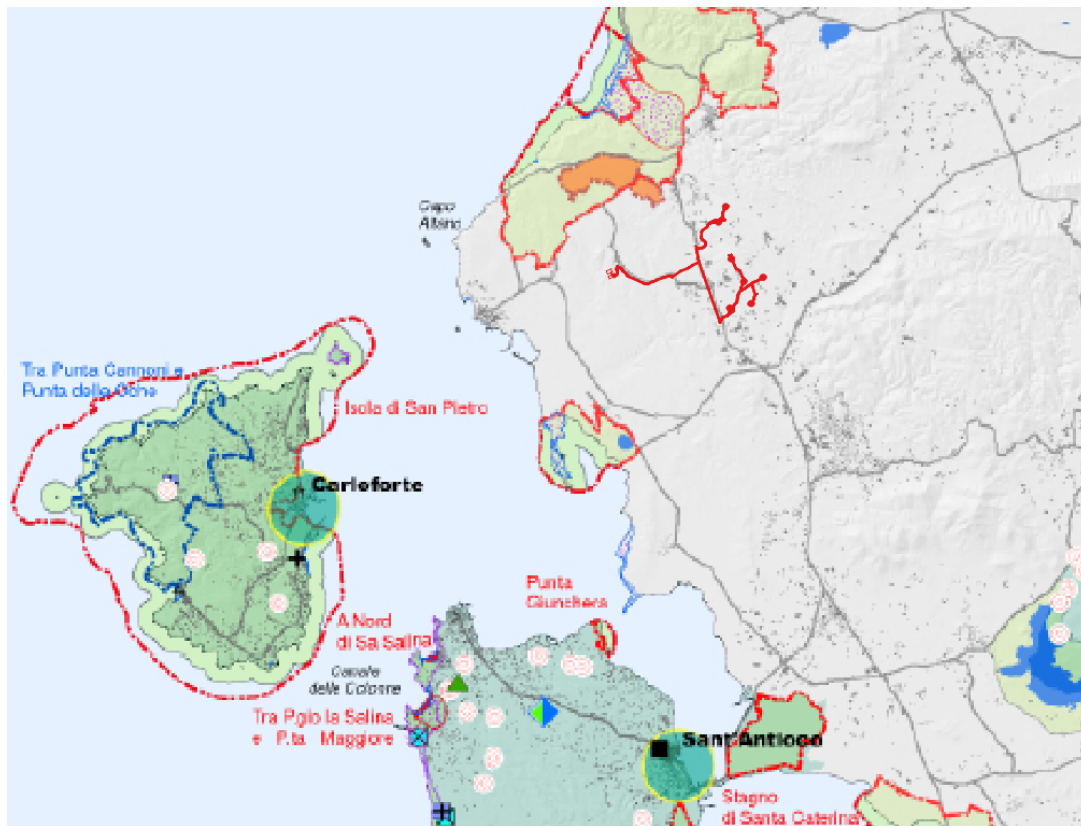 Capo
Altano
Tra Punta Cannoni e
Punta delle Oche
Isola di San Pietro
Carloforte
Punta
Giunchera
A Nord
di Sa Salina
Canale
delle Colonne
Tra P.gio la Salina
e P.ta Maggiore
Sant'Antioco
Stagno
di Santa Caterina